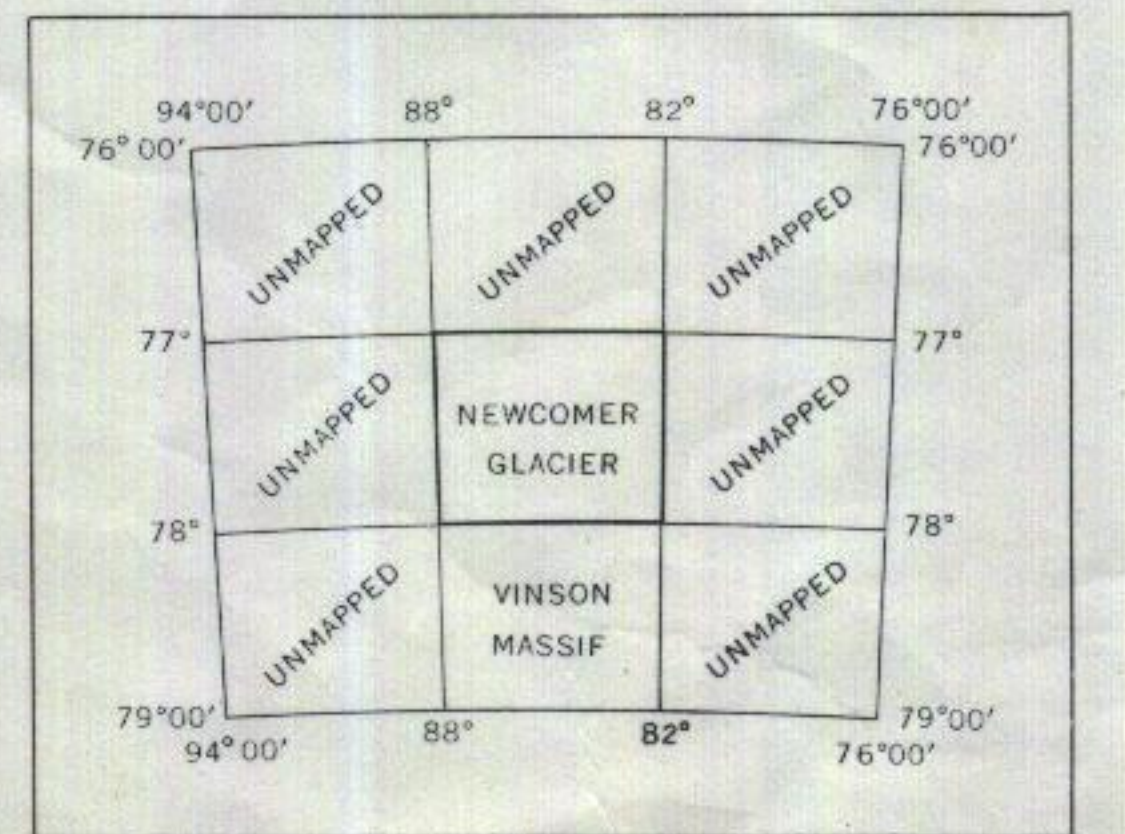 94°00′ 88° 82° 76°00′
76°00′ 76°00′
UNMAPPED UNMAPPED UNMAPPED
77° 77°
UNMAPPED NEWCOMER GLACIER UNMAPPED
78° 78°
UNMAPPED VINSON MASSIF UNMAPPED
79°00′ 79°00′
94°00′ 88° 82° 76°00′